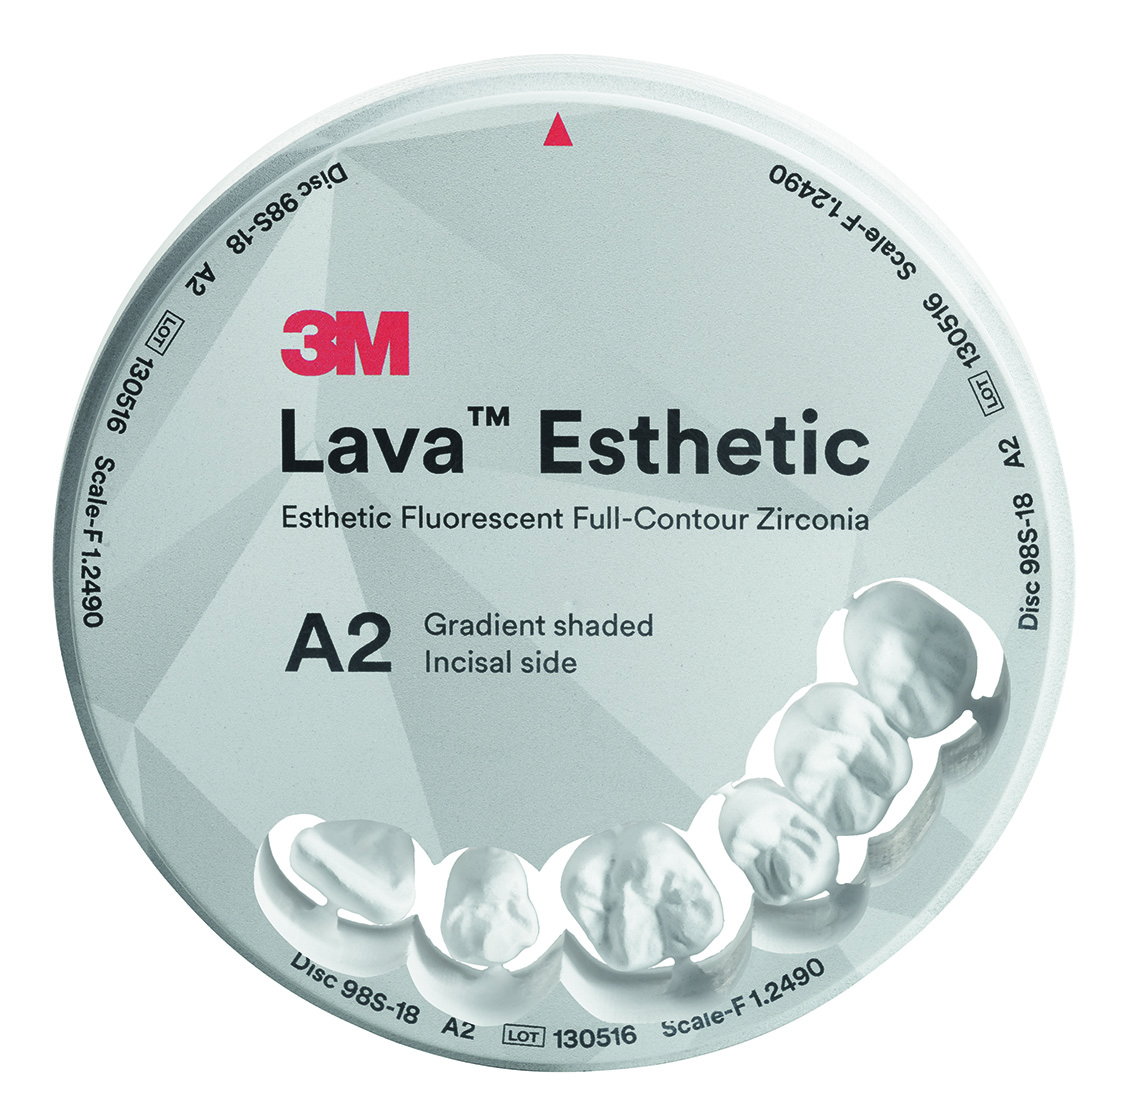 3M
Lava™ Esthetic
Esthetic Fluorescent Full-Contour Zirconia
A2
Gradient shaded
Incisal side
Disc 98S-18 A2 LOT 130516 Scale-F 1.2490
Disc 98S-18 A2 LOT 130516 Scale-F 1.2490
Disc 98S-18 A2 LOT 130516 Scale-F 1.2490